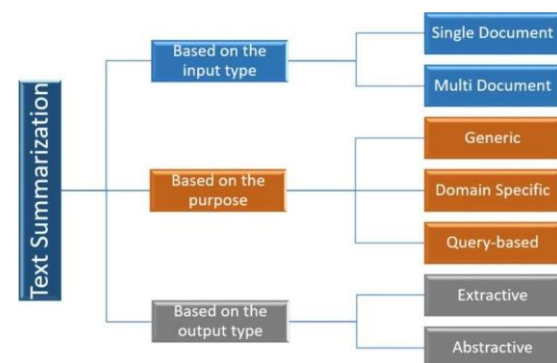 Text Summarization
Based on the
input type
Single Document
Multi Document
Based on the
purpose
Generic
Domain Specific
Query-based
Based on the
output type
Extractive
Abstractive